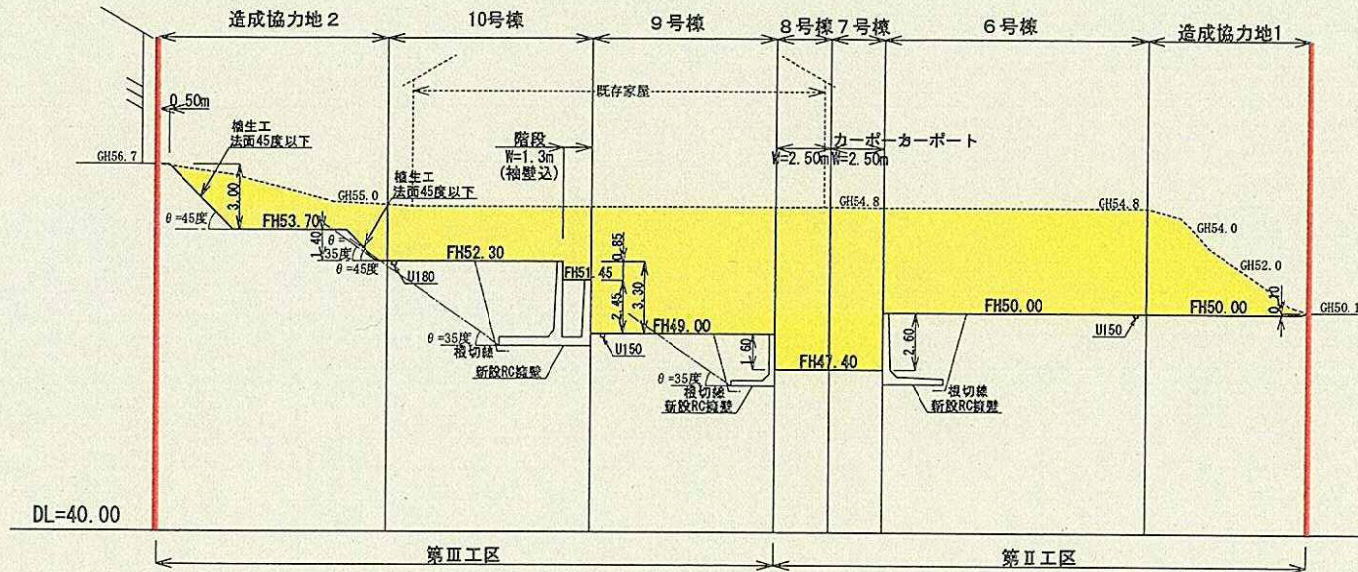 造成協力地2
10号棟
9号棟
8号棟
7号棟
6号棟
造成協力地1
0.50m
植生工
法面45度以下
既存家屋
階段
W=1.3m
(袖壁込)
カーポーカーポート
W=2.50m
W=2.50m
GH56.7
植生工
法面45度以下
3.00
GH55.0
GH54.8
GH54.8
GH54.0
θ=45度
FH53.70
1.40
θ=
35度
θ=45度
FH52.30
0.85
GH52.0
U180
FH51.45
2.45
3.30
FH50.00
FH50.00
0.10
GH50.1
FH49.00
θ=35度
根切線
新設RC擁壁
U150
1.60
FH47.40
2.60
U150
θ=35度
根切線
新設RC擁壁
根切線
新設RC擁壁
DL=40.00
第Ⅲ工区
第Ⅱ工区